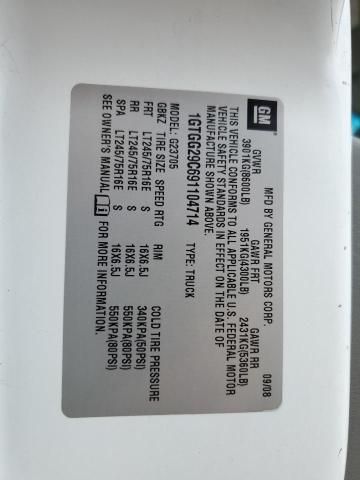 GM
MFD BY GENERAL MOTORS CORP. 09/08
GVWR GAWR FRT GAWR RR
3901KG(8600LB) 1951KG(4300LB) 2431KG(5360LB)
THIS VEHICLE CONFORMS TO ALL APPLICABLE U.S. FEDERAL MOTOR
VEHICLE SAFETY STANDARDS IN EFFECT ON THE DATE OF
MANUFACTURE SHOWN ABOVE.
1GTGG29C691104714 TYPE: TRUCK
MODEL: G23705
GBKZ TIRE SIZE SPEED RTG RIM COLD TIRE PRESSURE
FRT LT245/75R16E S 16X6.5J 340KPA(50PSI)
RR LT245/75R16E S 16X6.5J 550KPA(80PSI)
SPA LT245/75R16E S 16X6.5J 550KPA(80PSI)
SEE OWNER'S MANUAL i FOR MORE INFORMATION.